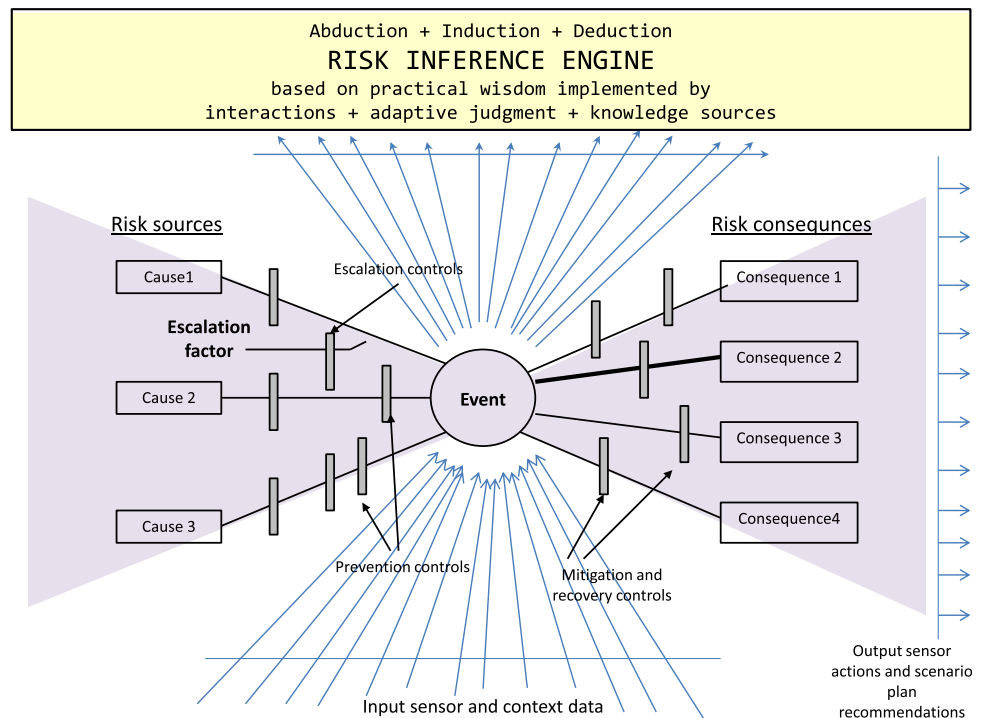 Abduction + Induction + Deduction
RISK INFERENCE ENGINE
based on practical wisdom implemented by
interactions + adaptive judgment + knowledge sources
Risk sources
Risk consequnces
Cause1
Escalation controls
Consequence 1
Escalation
factor
Consequence 2
Cause 2
Event
Consequence 3
Cause 3
Consequence4
Prevention controls
Mitigation and
recovery controls
Output sensor
actions and scenario
plan
recommendations
Input sensor and context data